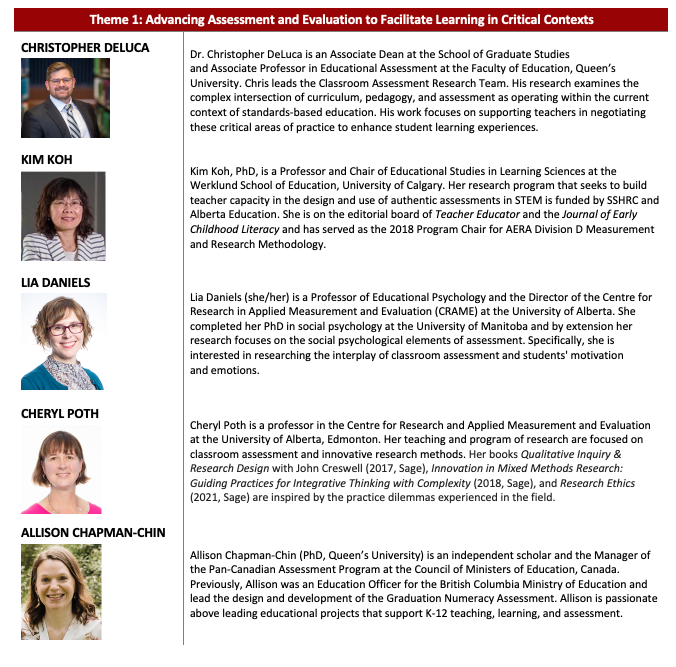 Theme 1: Advancing Assessment and Evaluation to Facilitate Learning in Critical Contexts
CHRISTOPHER DELUCA
Dr. Christopher DeLuca is an Associate Dean at the School of Graduate Studies
and Associate Professor in Educational Assessment at the Faculty of Education, Queen's
University. Chris leads the Classroom Assessment Research Team. His research examines the
complex intersection of curriculum, pedagogy, and assessment as operating within the current
context of standards-based education. His work focuses on supporting teachers in negotiating
these critical areas of practice to enhance student learning experiences.
KIM KOH
Kim Koh, PhD, is a Professor and Chair of Educational Studies in Learning Sciences at the
Werklund School of Education, University of Calgary. Her research program that seeks to build
teacher capacity in the design and use of authentic assessments in STEM is funded by SSHRC and
Alberta Education. She is on the editorial board of Teacher Educator and the Journal of Early
Childhood Literacy and has served as the 2018 Program Chair for AERA Division D Measurement
and Research Methodology.
LIA DANIELS
Lia Daniels (she/her) is a Professor of Educational Psychology and the Director of the Centre for
Research in Applied Measurement and Evaluation (CRAME) at the University of Alberta. She
completed her PhD in social psychology at the University of Manitoba and by extension her
research focuses on the social psychological elements of assessment. Specifically, she is
interested in researching the interplay of classroom assessment and students' motivation
and emotions.
CHERYL POTH
Cheryl Poth is a professor in the Centre for Research and Applied Measurement and Evaluation
at the University of Alberta, Edmonton. Her teaching and program of research are focused on
classroom assessment and innovative research methods. Her books Qualitative Inquiry &
Research Design with John Creswell (2017, Sage), Innovation in Mixed Methods Research:
Guiding Practices for Integrative Thinking with Complexity (2018, Sage), and Research Ethics
(2021, Sage) are inspired by the practice dilemmas experienced in the field.
ALLISON CHAPMAN-CHIN
Allison Chapman-Chin (PhD, Queen's University) is an independent scholar and the Manager of
the Pan-Canadian Assessment Program at the Council of Ministers of Education, Canada.
Previously, Allison was an Education Officer for the British Columbia Ministry of Education and
lead the design and development of the Graduation Numeracy Assessment. Allison is passionate
above leading educational projects that support K-12 teaching, learning, and assessment.